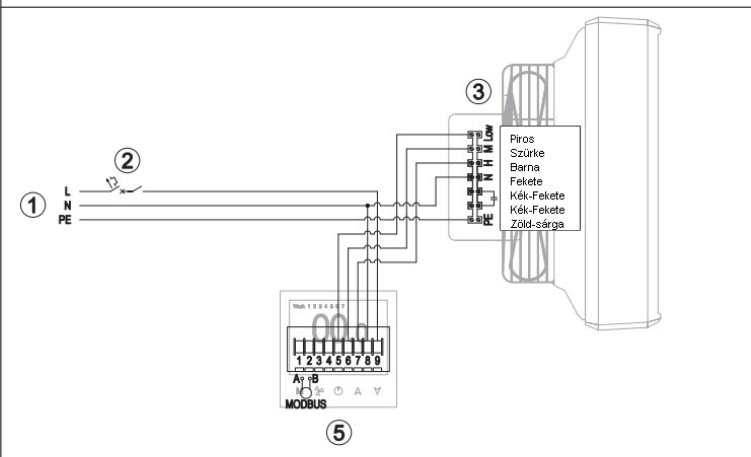 3
LOW
M
H
N
PE
Piros
Szürke
Barna
Fekete
Kék-Fekete
Kék-Fekete
Zöld-sárga
2
1
L
N
PE
Week 1 2 3 4 5 6 7
1 2 3 4 5 6 7 8 9
A B
MODBUS
5